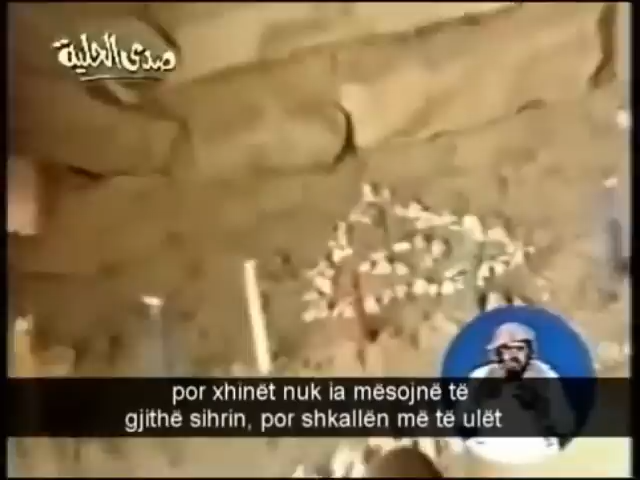 صدى الحلية
por xhinët nuk ia mësojnë të
gjithë sihrin, por shkallën më të ulët